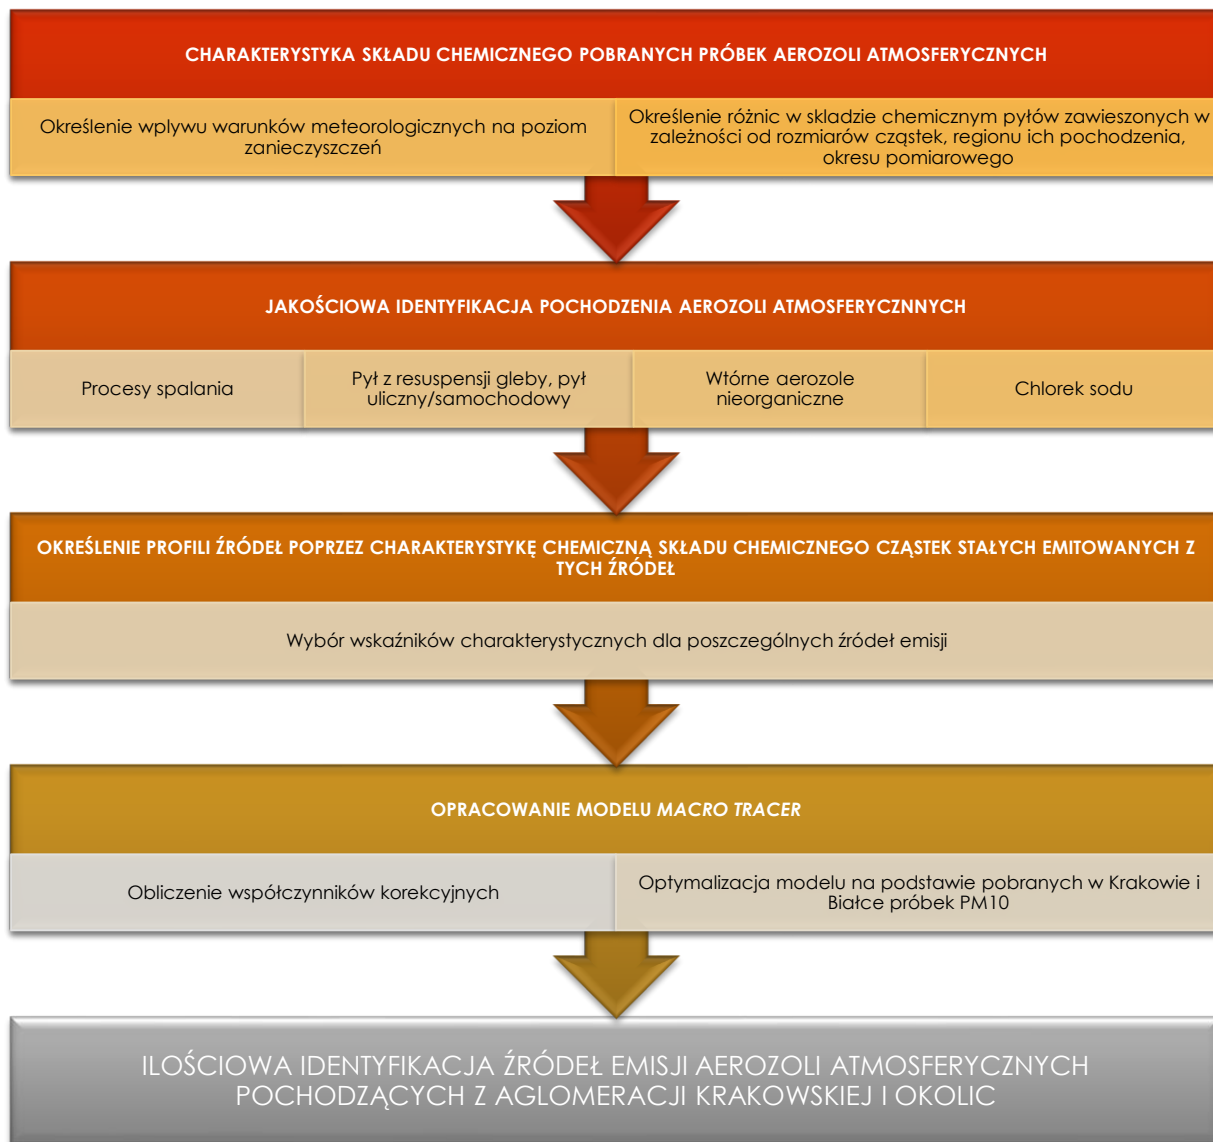 CHARAKTERYSTYKA SKŁADU CHEMICZNEGO POBRANYCH PRÓBEK AEROZOLI ATMOSFERYCZNYCH
Określenie wpływu warunków meteorologicznych na poziom
zanieczyszczeń
Określenie różnic w składzie chemicznym pyłów zawieszonych w
zależności od rozmiarów cząstek, regionu ich pochodzenia,
okresu pomiarowego
JAKOŚCIOWA IDENTYFIKACJA POCHODZENIA AEROZOLI ATMOSFERYCZNNYCH
Procesy spalania
Pył z resuspensji gleby, pył
uliczny/samochodowy
Wtórne aerozole
nieorganiczne
Chlorek sodu
OKREŚLENIE PROFILI ŹRÓDEŁ POPRZEZ CHARAKTERYSTYKĘ CHEMICZNĄ SKŁADU CHEMICZNEGO CZĄSTEK STAŁYCH EMITOWANYCH Z
TYCH ŹRÓDEŁ
Wybór wskaźników charakterystycznych dla poszczególnych źródeł emisji
OPRACOWANIE MODELU MACRO TRACER
Obliczenie współczynników korekcyjnych
Optymalizacja modelu na podstawie pobranych w Krakowie i
Białce próbek PM10
ILOŚCIOWA IDENTYFIKACJA ŹRÓDEŁ EMISJI AEROZOLI ATMOSFERYCZNYCH
POCHODZĄCYCH Z AGLOMERACJI KRAKOWSKIEJ I OKOLIC